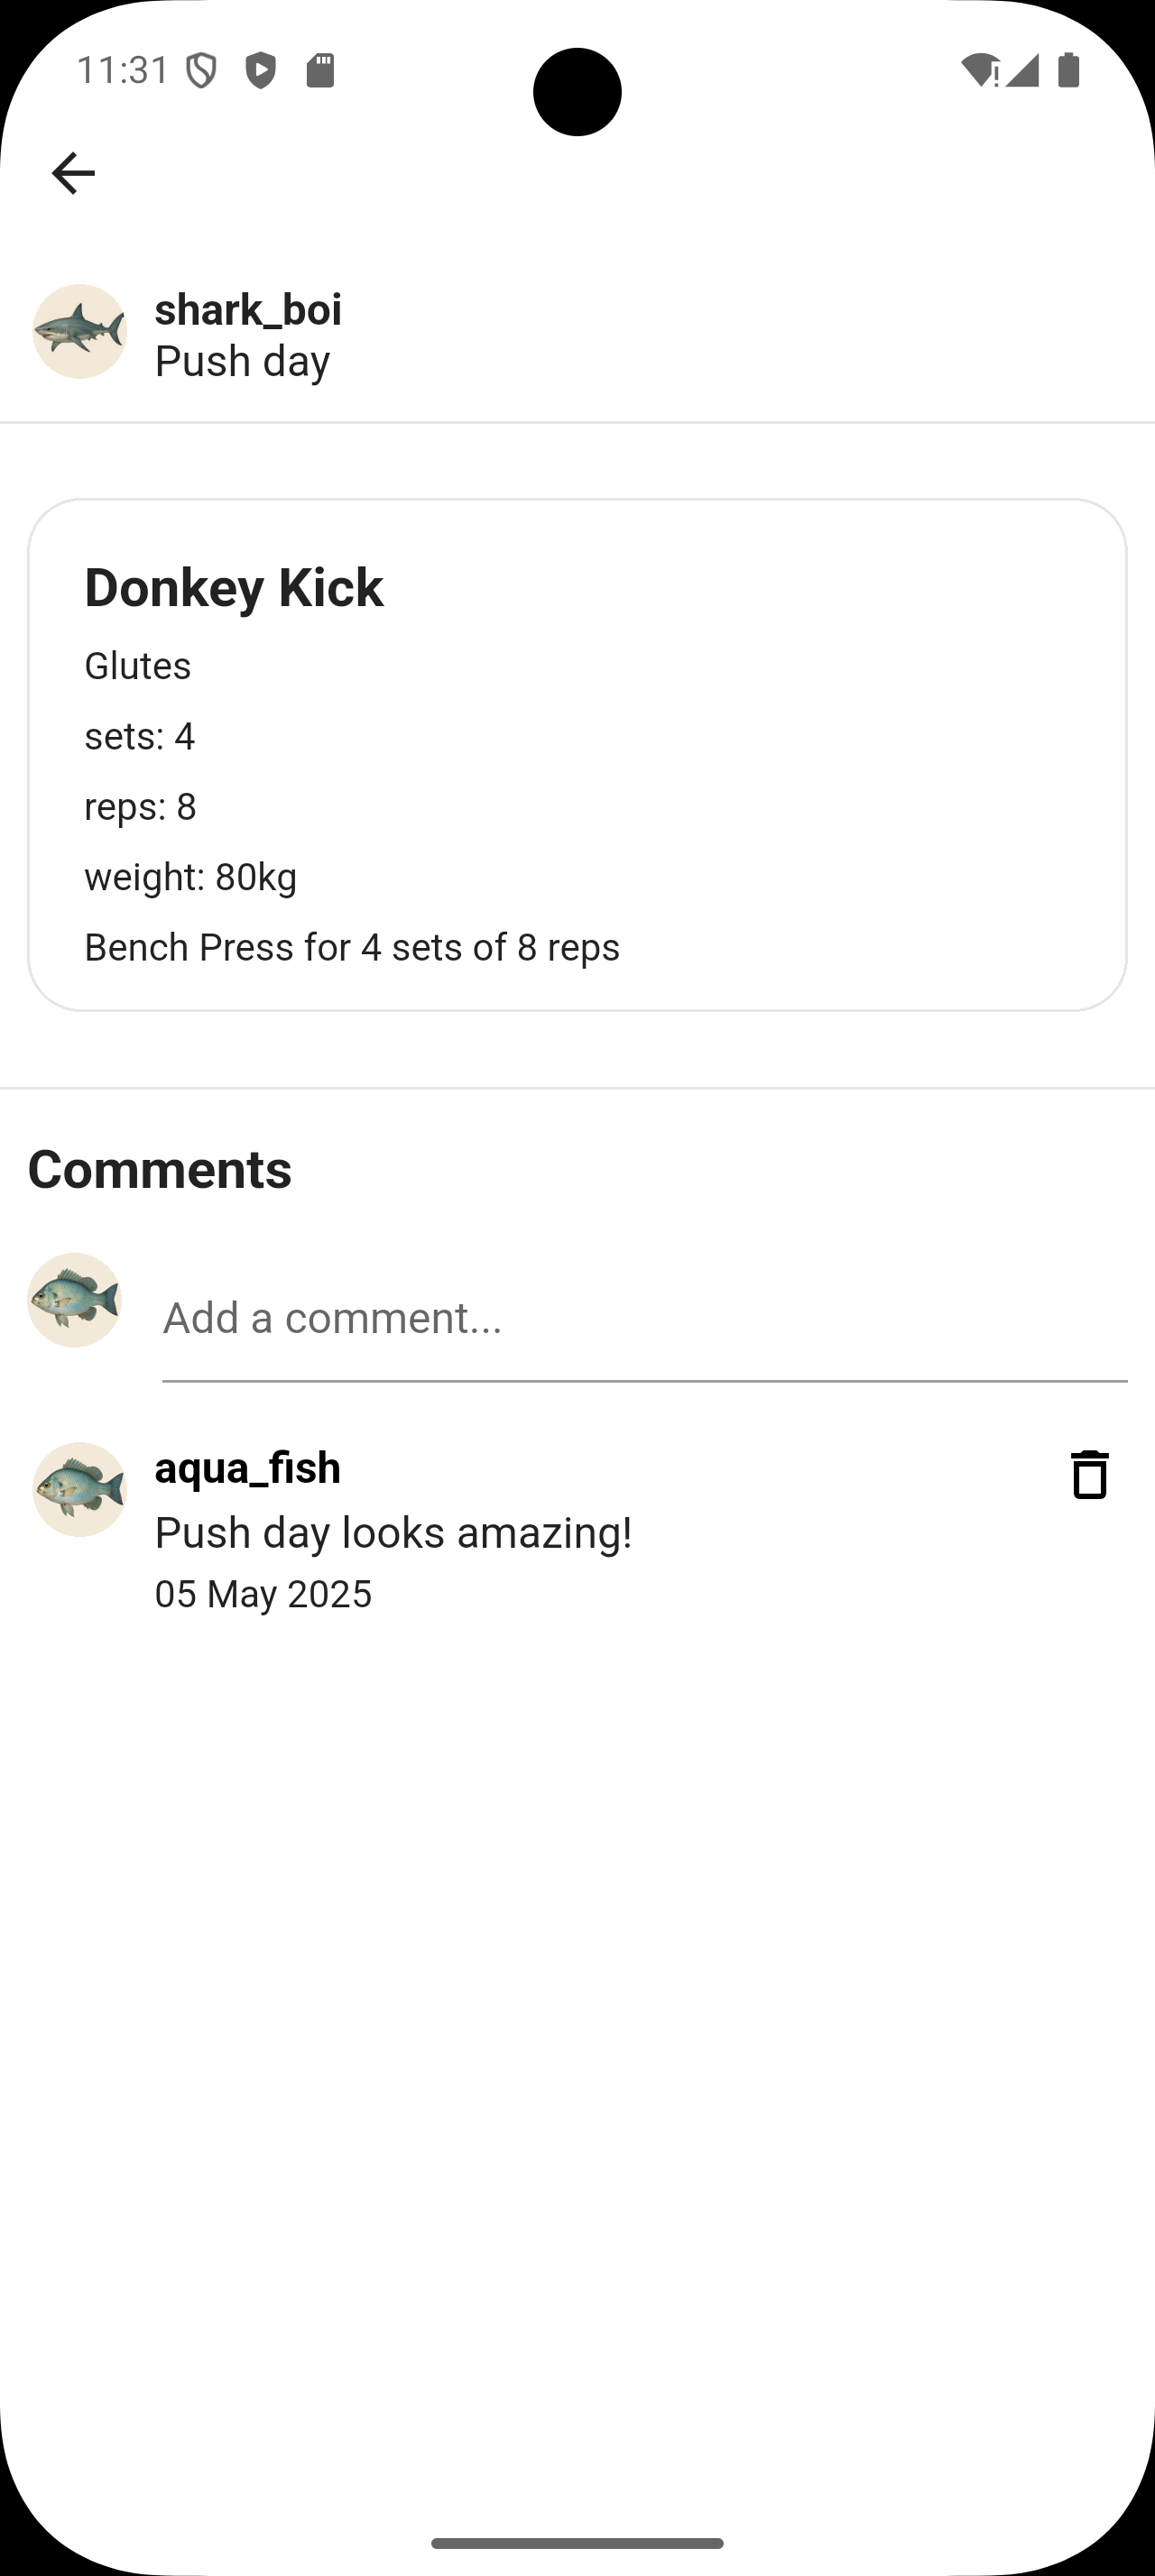 11:31
shark_boi
Push day
Donkey Kick
Glutes
sets: 4
reps: 8
weight: 80kg
Bench Press for 4 sets of 8 reps
Comments
Add a comment...
aqua_fish
Push day looks amazing!
05 May 2025